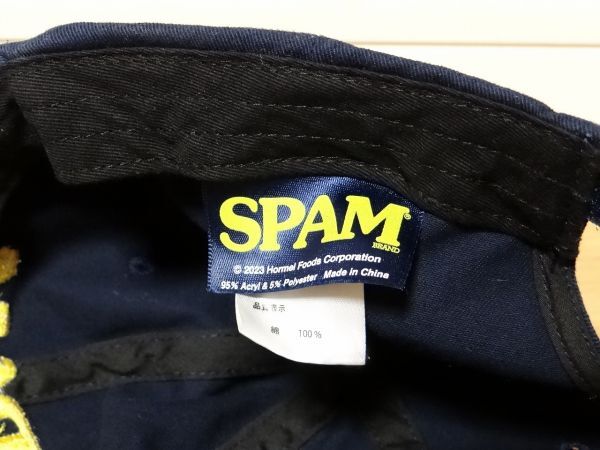 SPAM®
BRAND
© 2023 Hormel Foods Corporation
95% Acryl & 5% Polyester Made in China
品質表示
綿 100%